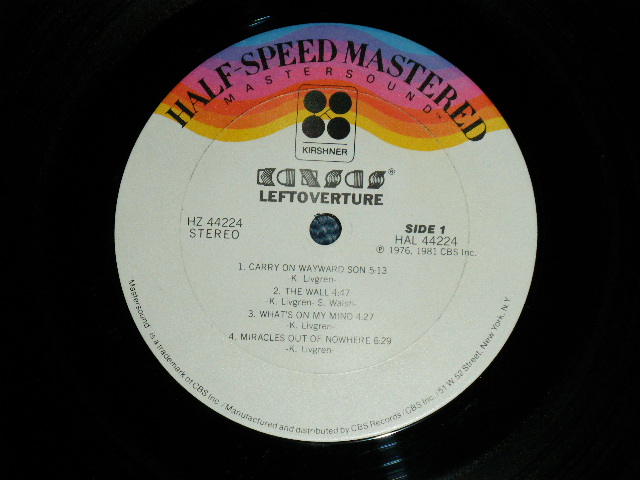 HALF-SPEED MASTERED
MASTERSOUND™
KIRSHNER
KANSAS®
LEFTOVERTURE
HZ 44224
STEREO
SIDE 1
HAL 44224
℗ 1976, 1981 CBS Inc.
1. CARRY ON WAYWARD SON 5:13
-K. Livgren-
2. THE WALL 4:47
-K. Livgren- S. Walsh-
3. WHAT'S ON MY MIND 4:27
-K. Livgren-
4. MIRACLES OUT OF NOWHERE 6:29
-K. Livgren-
Mastersound is a trademark of CBS Inc. / Manufactured and distributed by CBS Records / CBS Inc. / 51 W. 52 Street, New York, N.Y.